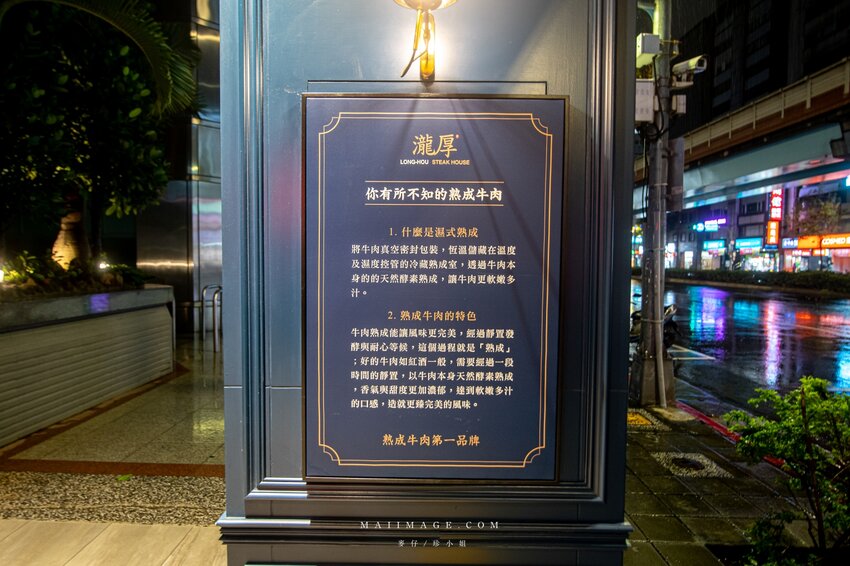 瀧厚
LONG-HOU STEAK HOUSE
你有所不知的熟成牛肉
1. 什麼是濕式熟成
將牛肉真空密封包裝，恆溫儲藏在溫度
及濕度控管的冷藏熟成室，透過牛肉本
身的的天然酵素熟成，讓牛肉更軟嫩多
汁。
2. 熟成牛肉的特色
牛肉熟成能讓風味更完美，經過靜置發
酵與耐心等候，這個過程就是「熟成」
；好的牛肉如紅酒一般，需要經過一段
時間的靜置，以牛肉本身天然酵素熟成
，香氣與甜度更加濃郁，達到軟嫩多汁
的口感，造就更臻完美的風味。
熟成牛肉第一品牌
MAIIMAGE.COM
麥仔/珍小姐